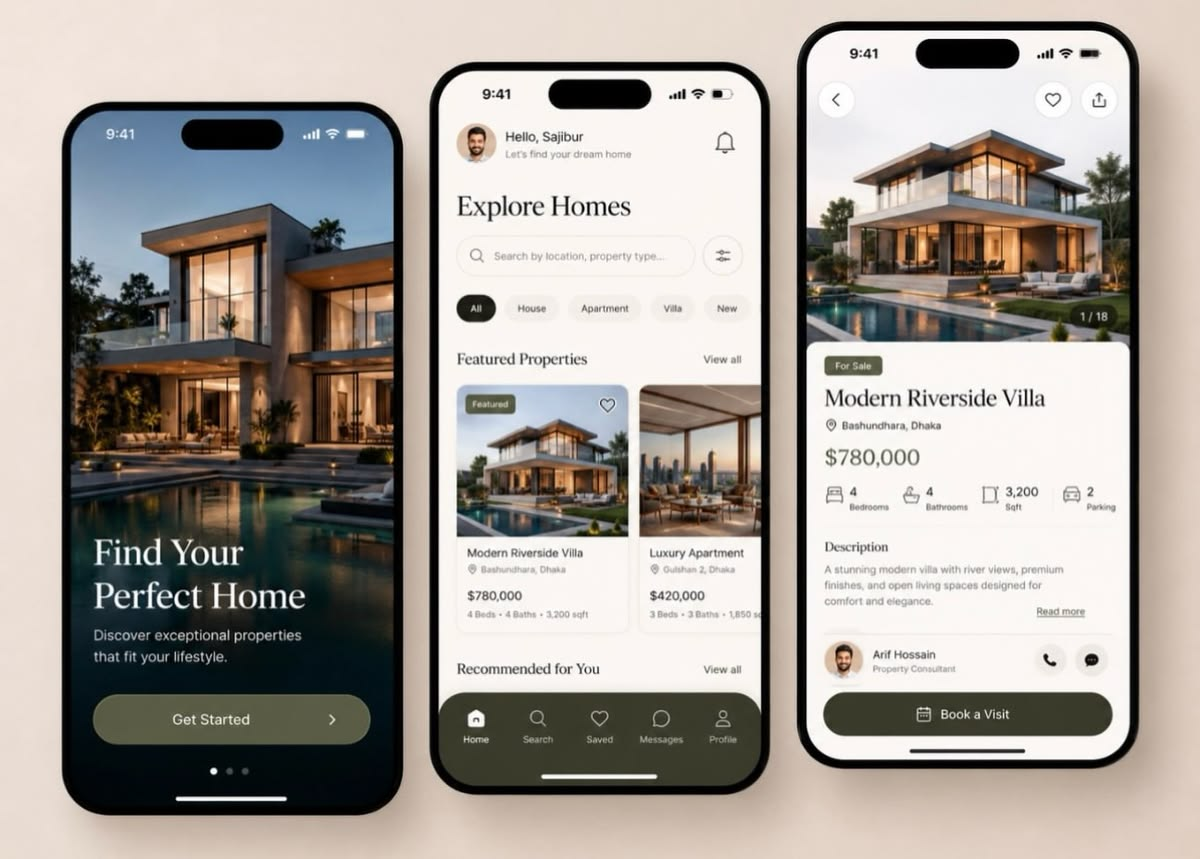 9:41
Find Your
Perfect Home
Discover exceptional properties
that fit your lifestyle.
Get Started
9:41
Hello, Sajibur
Let's find your dream home
Explore Homes
Search by location, property type...
All House Apartment Villa New
Featured Properties View all
Featured
Modern Riverside Villa
Bashundhara, Dhaka
$780,000
4 Beds • 4 Baths • 3,200 sqft
Luxury Apartment
Gulshan 2, Dhaka
$420,000
3 Beds • 3 Baths • 1,850 sq
Recommended for You View all
Home Search Saved Messages Profile
9:41
1 / 18
For Sale
Modern Riverside Villa
Bashundhara, Dhaka
$780,000
4 4 3,200 2
Bedrooms Bathrooms Sqft Parking
Description
A stunning modern villa with river views, premium
finishes, and open living spaces designed for
comfort and elegance.
Read more
Arif Hossain
Property Consultant
Book a Visit